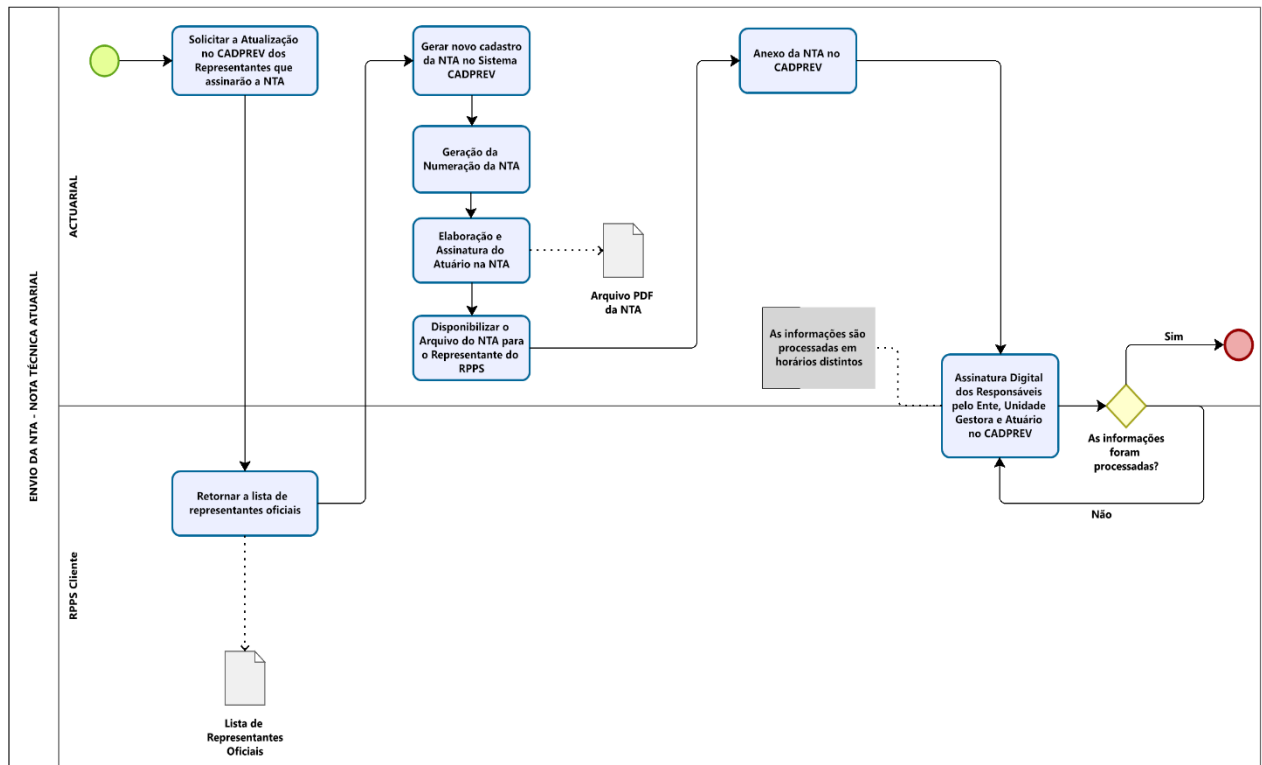 ENVIO DA NTA - NOTA TÉCNICA ATUARIAL
ACTUARIAL
Solicitar a Atualização
no CADPREV dos
Representantes que
assinarão a NTA
Gerar novo cadastro
da NTA no Sistema
CADPREV
Geração da
Numeração da NTA
Elaboração e
Assinatura do
Atuário na NTA
Arquivo PDF
da NTA
Disponibilizar o
Arquivo do NTA para
o Representante do
RPPS
Anexo da NTA no
CADPREV
As informações são
processadas em
horários distintos
Assinatura Digital
dos Responsáveis
pelo Ente, Unidade
Gestora e Atuário
no CADPREV
Sim
As informações
foram
processadas?
Não
RPPS Cliente
Retornar a lista de
representantes oficiais
Lista de
Representantes
Oficiais